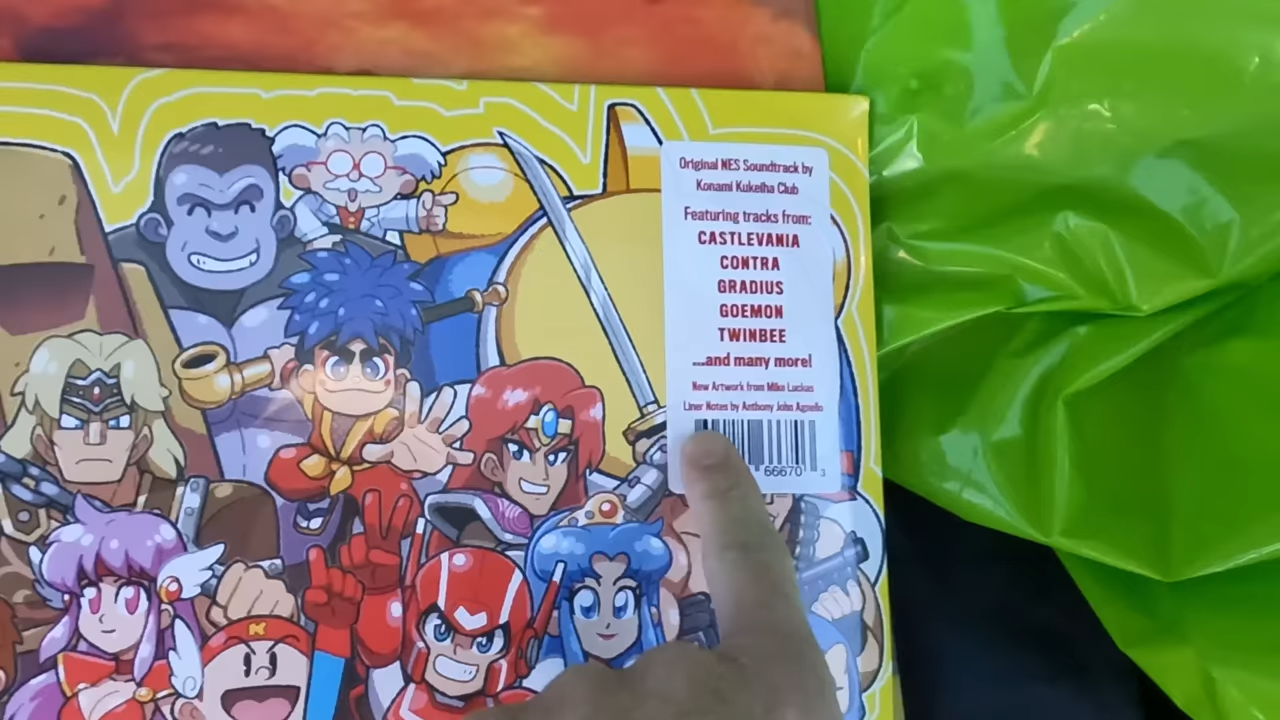 Original NES Soundtrack by
Konami Kukeiha Club
Featuring tracks from:
CASTLEVANIA
CONTRA
GRADIUS
GOEMON
TWINBEE
...and many more!
New Artwork from Mike Luckas
Liner Notes by Anthony John Agnello
66670 3
K